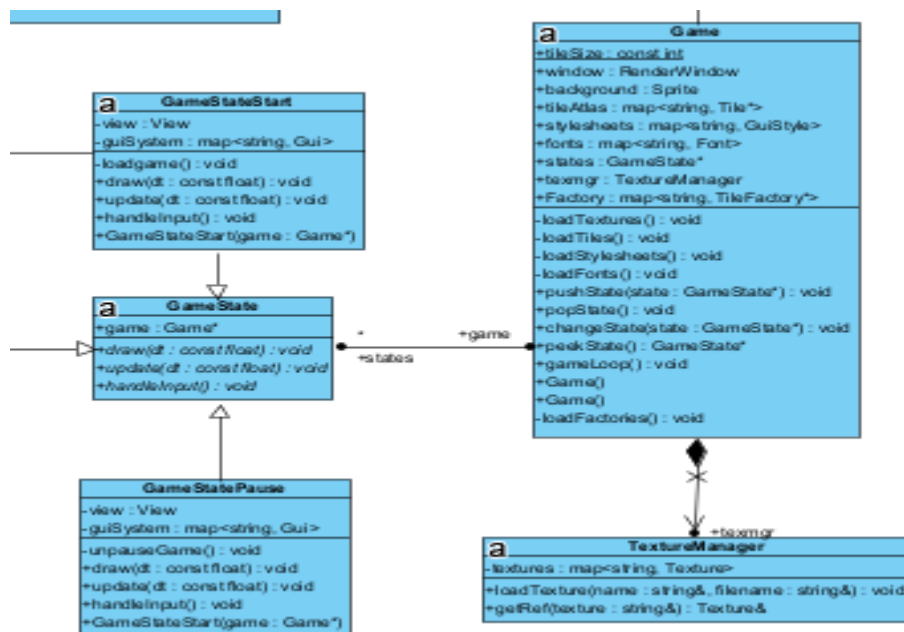 a
GameStateStart
-view : View
-guiSystem : map<string, Gui>
-loadgame() : void
+draw(dt : const float) : void
+update(dt : const float) : void
+handleInput() : void
+GameStateStart(game : Game*)
a
GameState
+game : Game*
+draw(dt : const float) : void
+update(dt : const float) : void
+handleInput() : void
GameStatePause
-view : View
-guiSystem : map<string, Gui>
-unpauseGame() : void
+draw(dt : const float) : void
+update(dt : const float) : void
+handleInput() : void
+GameStateStart(game : Game*)
*
+states
+game
a
Game
+tileSize : const int
+window : RenderWindow
+background : Sprite
+tileAtlas : map<string, Tile*>
+stylesheets : map<string, GuiStyle>
+fonts : map<string, Font>
+states : GameState*
+texmgr : TextureManager
+Factory : map<string, TileFactory*>
-loadTextures() : void
-loadTiles() : void
-loadStylesheets() : void
-loadFonts() : void
+pushState(state : GameState*) : void
+popState() : void
+changeState(state : GameState*) : void
+peekState() : GameState*
+gameLoop() : void
+Game()
+Game()
-loadFactories() : void
+texmgr
a
TextureManager
-textures : map<string, Texture>
+loadTexture(name : string&, filename : string&) : void
+getRef(texture : string&) : Texture&